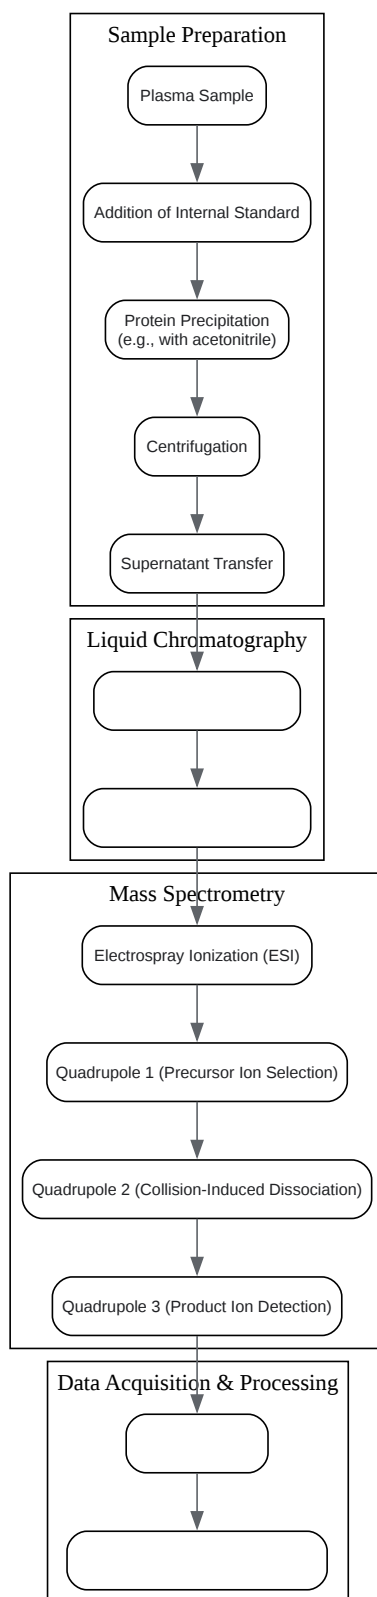 Sample Preparation
Plasma Sample
Addition of Internal Standard
Protein Precipitation
(e.g., with acetonitrile)
Centrifugation
Supernatant Transfer
Liquid Chromatography
Mass Spectrometry
Electrospray Ionization (ESI)
Quadrupole 1 (Precursor Ion Selection)
Quadrupole 2 (Collision-Induced Dissociation)
Quadrupole 3 (Product Ion Detection)
Data Acquisition & Processing